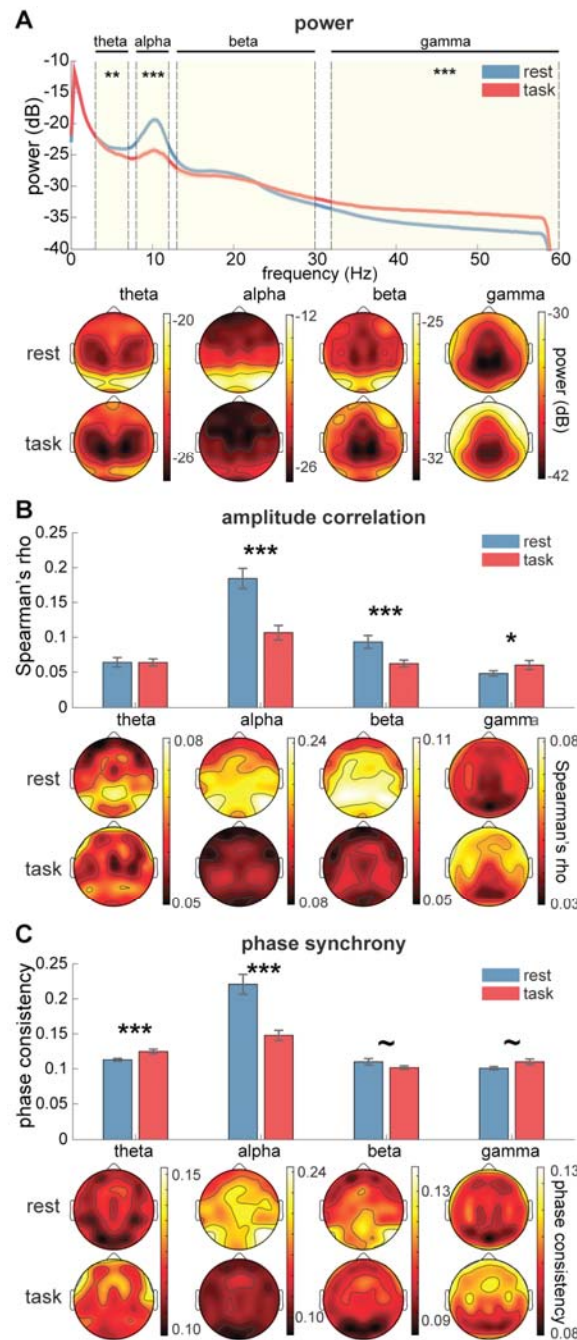 A
power
theta alpha beta gamma
** *** ***
rest
task
power (dB)
-10
-15
-20
-25
-30
-35
-40
0 10 20 30 40 50 60
frequency (Hz)
theta alpha beta gamma
rest
task
-20 -12 -25 -30
-26 -26 -32 -42
power (dB)
B
amplitude correlation
rest
task
Spearman's rho
0.25
0.2
0.15
0.1
0.05
0
*** *** *
theta alpha beta gamma
rest
task
0.08 0.24 0.11 0.08
0.05 0.08 0.05 0.03
Spearman's rho
C
phase synchrony
rest
task
phase consistency
0.25
0.2
0.15
0.1
0.05
0
*** *** ~ ~
theta alpha beta gamma
rest
task
0.15 0.24 0.13 0.13
0.10 0.10 0.09 0.08
phase consistency